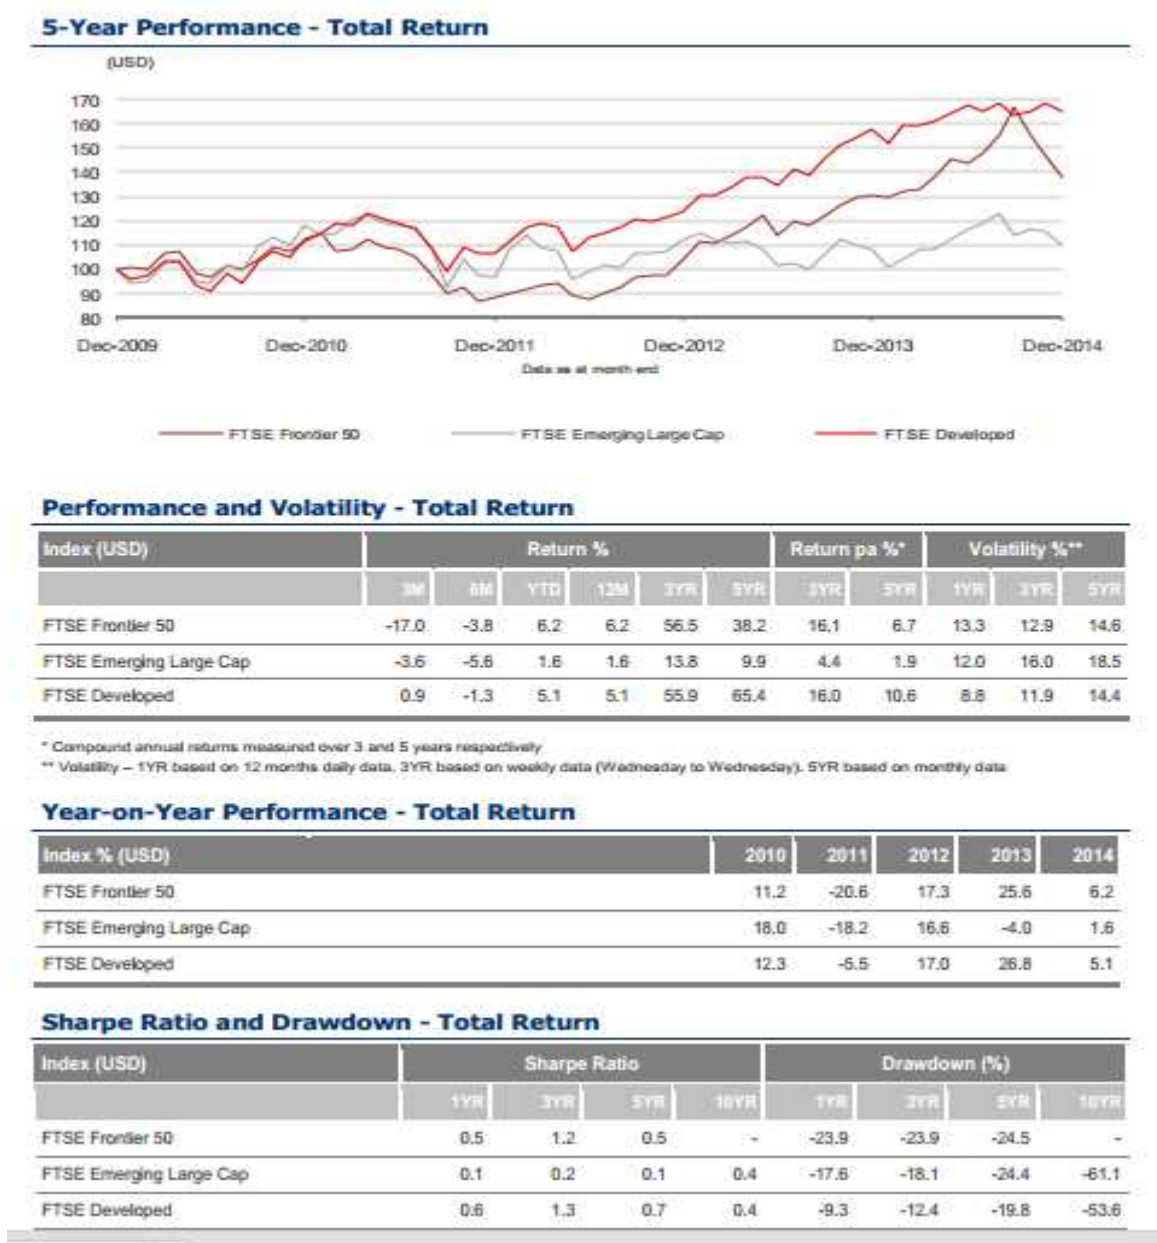 5-Year Performance - Total Return
(USD)
170
160
150
140
130
120
110
100
90
80
Dec-2009 Dec-2010 Dec-2011 Dec-2012 Dec-2013 Dec-2014
Data as at month end
FTSE Frontier 50 FTSE Emerging Large Cap FTSE Developed
Performance and Volatility - Total Return
Index (USD) Return % Return pa %* Volatility %**
3M 6M YTD 12M 3YR 5YR 3YR 5YR 1YR 3YR 5YR
FTSE Frontier 50 -17.0 -3.8 6.2 6.2 56.5 38.2 16.1 6.7 13.3 12.9 14.6
FTSE Emerging Large Cap -3.6 -5.6 1.6 1.6 13.8 9.9 4.4 1.9 12.0 16.0 18.5
FTSE Developed 0.9 -1.3 5.1 5.1 55.9 65.4 16.0 10.6 8.8 11.9 14.4
* Compound annual returns measured over 3 and 5 years respectively
** Volatility – 1YR based on 12 months daily data. 3YR based on weekly data (Wednesday to Wednesday). 5YR based on monthly data
Year-on-Year Performance - Total Return
Index % (USD) 2010 2011 2012 2013 2014
FTSE Frontier 50 11.2 -20.6 17.3 25.6 6.2
FTSE Emerging Large Cap 18.0 -18.2 16.6 -4.0 1.6
FTSE Developed 12.3 -5.5 17.0 26.8 5.1
Sharpe Ratio and Drawdown - Total Return
Index (USD) Sharpe Ratio Drawdown (%)
1YR 3YR 5YR 10YR 1YR 3YR 5YR 10YR
FTSE Frontier 50 0.5 1.2 0.5 - -23.9 -23.9 -24.5 -
FTSE Emerging Large Cap 0.1 0.2 0.1 0.4 -17.6 -18.1 -24.4 -61.1
FTSE Developed 0.6 1.3 0.7 0.4 -9.3 -12.4 -19.8 -53.6